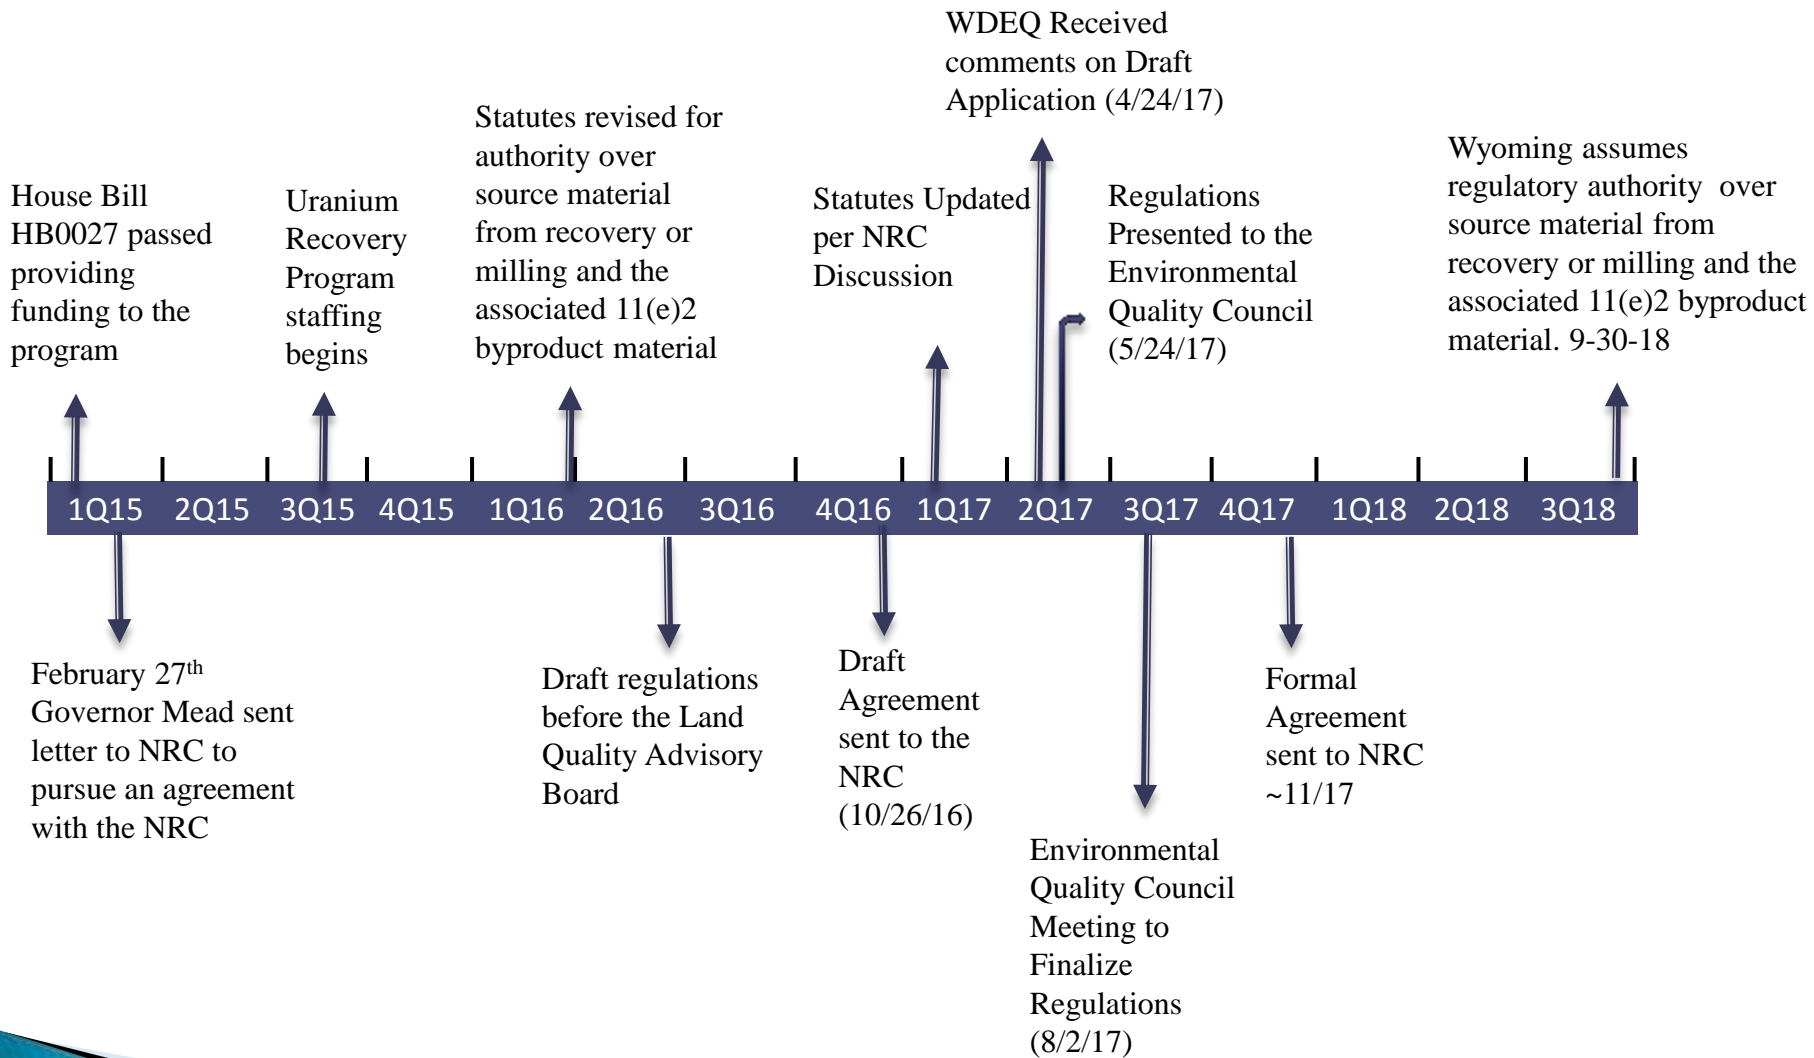 WDEQ Received
comments on Draft
Application (4/24/17)
House Bill
HB0027 passed
providing
funding to the
program
Uranium
Recovery
Program
staffing
begins
Statutes revised for
authority over
source material
from recovery or
milling and the
associated 11(e)2
byproduct material
Statutes Updated
per NRC
Discussion
Regulations
Presented to the
Environmental
Quality Council
(5/24/17)
Wyoming assumes
regulatory authority over
source material from
recovery or milling and the
associated 11(e)2 byproduct
material. 9-30-18
1Q15 2Q15 3Q15 4Q15 1Q16 2Q16 3Q16 4Q16 1Q17 2Q17 3Q17 4Q17 1Q18 2Q18 3Q18
February 27th
Governor Mead sent
letter to NRC to
pursue an agreement
with the NRC
Draft regulations
before the Land
Quality Advisory
Board
Draft
Agreement
sent to the
NRC
(10/26/16)
Environmental
Quality Council
Meeting to
Finalize
Regulations
(8/2/17)
Formal
Agreement
sent to NRC
~11/17